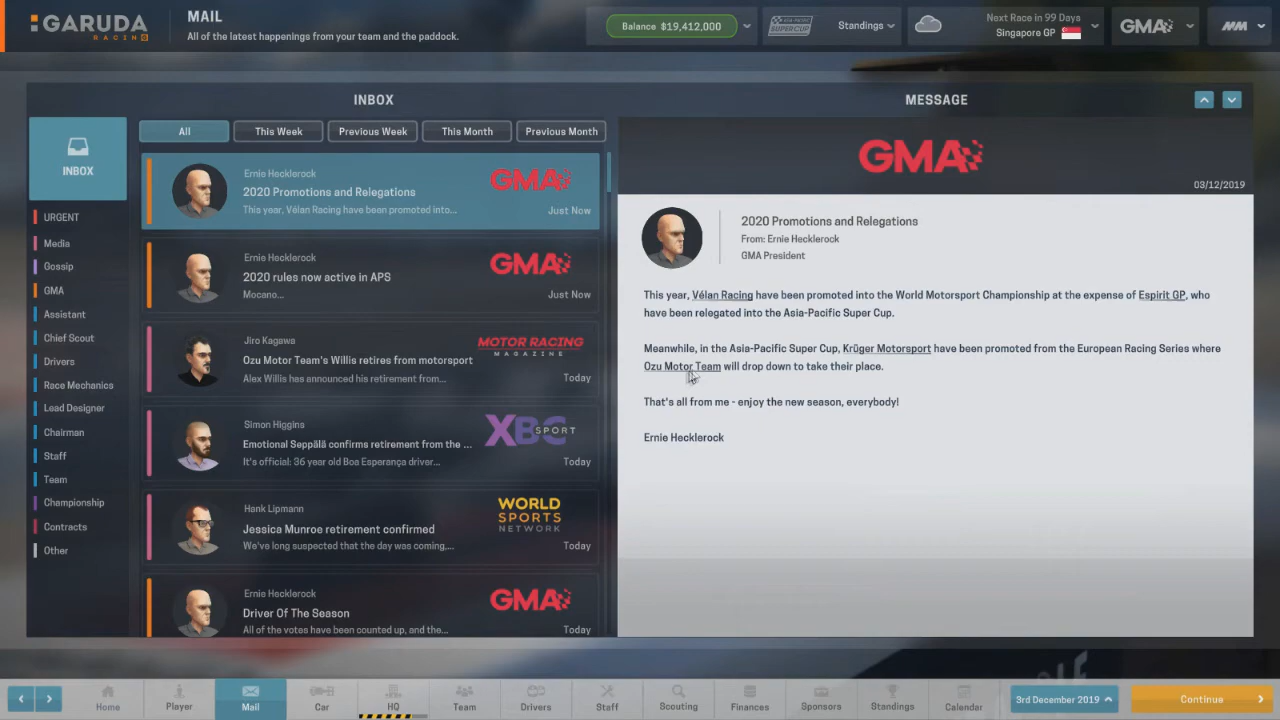 GARUDA
RACING
MAIL
All of the latest happenings from your team and the paddock.
Balance $19,412,000
ASIA-PACIFIC
SUPER CUP
Standings
Next Race in 99 Days
Singapore GP
GMA
INBOX
MESSAGE
INBOX
URGENT
Media
Gossip
GMA
Assistant
Chief Scout
Drivers
Race Mechanics
Lead Designer
Chairman
Staff
Team
Championship
Contracts
Other
All
This Week
Previous Week
This Month
Previous Month
Ernie Hecklerock
2020 Promotions and Relegations
This year, Vélan Racing have been promoted into...
GMA
Just Now
Ernie Hecklerock
2020 rules now active in APS
Mocano...
GMA
Just Now
Jiro Kagawa
Ozu Motor Team's Willis retires from motorsport
Alex Willis has announced his retirement from...
MOTOR RACING
MAGAZINE
Today
Simon Higgins
Emotional Seppälä confirms retirement from the ...
It's official: 36 year old Boa Esperança driver...
XBC SPORT
Today
Hank Lipmann
Jessica Munroe retirement confirmed
We've long suspected that the day was coming,...
WORLD
SPORTS
NETWORK
Today
Ernie Hecklerock
Driver Of The Season
All of the votes have been counted up, and the...
GMA
Today
GMA
03/12/2019
2020 Promotions and Relegations
From: Ernie Hecklerock
GMA President
This year, Vélan Racing have been promoted into the World Motorsport Championship at the expense of Espirit GP, who
have been relegated into the Asia-Pacific Super Cup.
Meanwhile, in the Asia-Pacific Super Cup, Krüger Motorsport have been promoted from the European Racing Series where
Ozu Motor Team will drop down to take their place.
That's all from me - enjoy the new season, everybody!
Ernie Hecklerock
Home
Player
Mail
Car
HQ
Team
Drivers
Staff
Scouting
Finances
Sponsors
Standings
Calendar
3rd December 2019
Continue